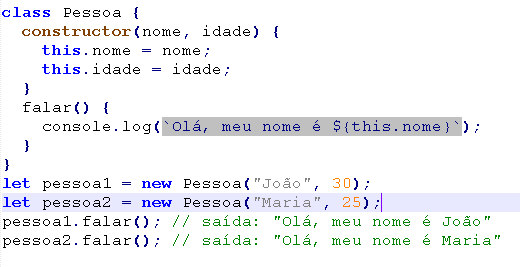 class Pessoa {
  constructor(nome, idade) {
    this.nome = nome;
    this.idade = idade;
  }
  falar() {
    console.log(`Olá, meu nome é ${this.nome}`);
  }
}
let pessoa1 = new Pessoa("João", 30);
let pessoa2 = new Pessoa("Maria", 25);
pessoa1.falar(); // saída: "Olá, meu nome é João"
pessoa2.falar(); // saída: "Olá, meu nome é Maria"